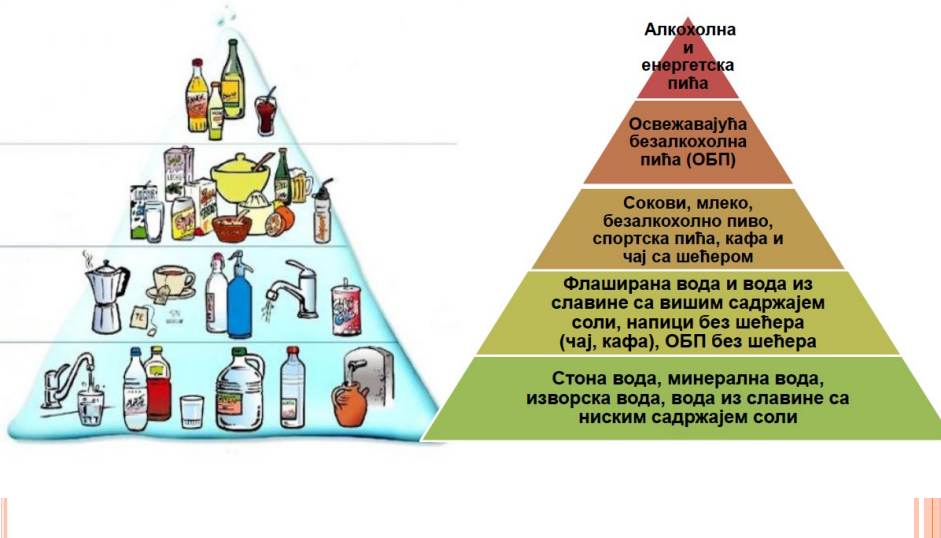 Алкохолна
и
енергетска
пића
Освежавајућа
безалкохолна
пића (ОБП)
Сокови, млеко,
безалкохолно пиво,
спортска пића, кафа и
чај са шећером
Флаширана вода и вода из
славине са вишим садржајем
соли, напици без шећера
(чај, кафа), ОБП без шећера
Стона вода, минерална вода,
изворска вода, вода из славине са
ниским садржајем соли
TE